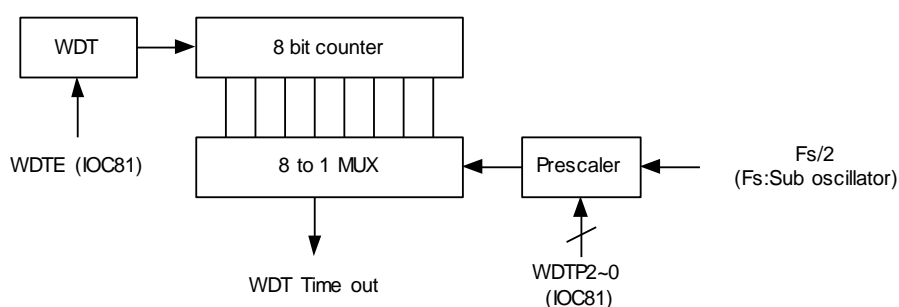 WDT
8 bit counter
WDTE (IOC81)
8 to 1 MUX
Prescaler
Fs/2
(Fs:Sub oscillator)
WDT Time out
WDTP2~0
(IOC81)